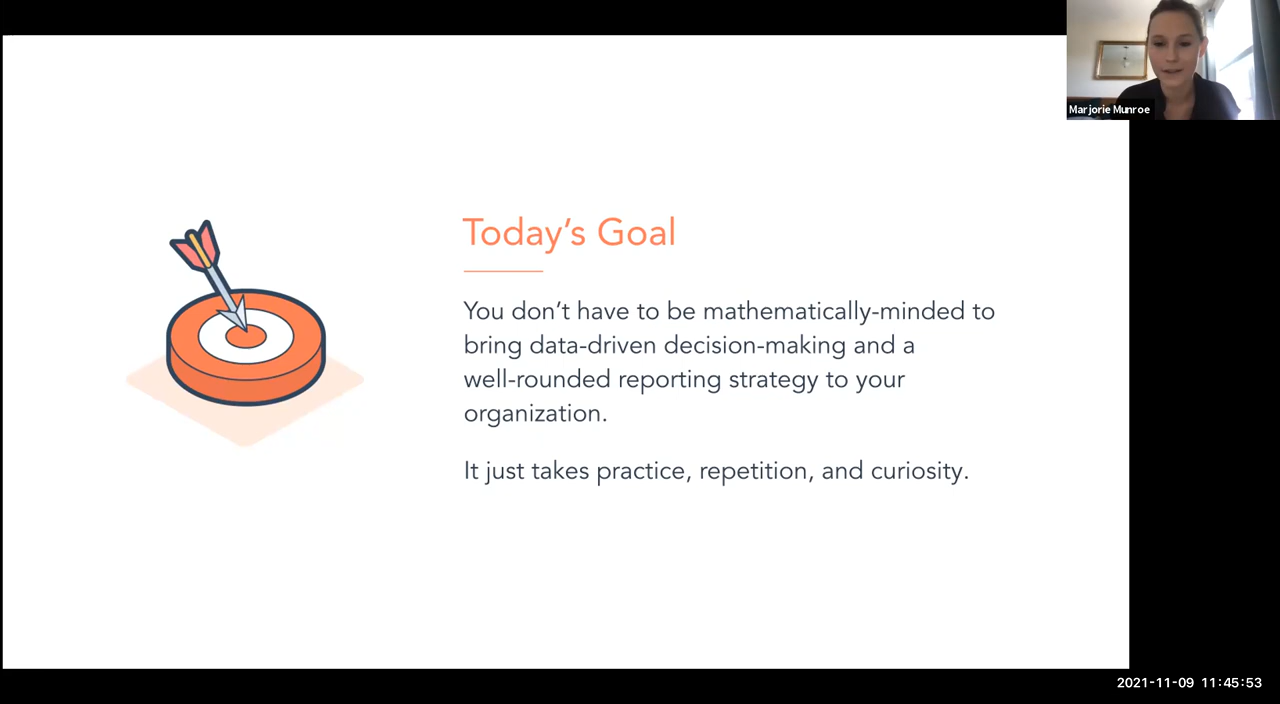 Marjorie Munroe
Today’s Goal
You don’t have to be mathematically-minded to
bring data-driven decision-making and a
well-rounded reporting strategy to your
organization.
It just takes practice, repetition, and curiosity.
2021-11-09 11:45:53